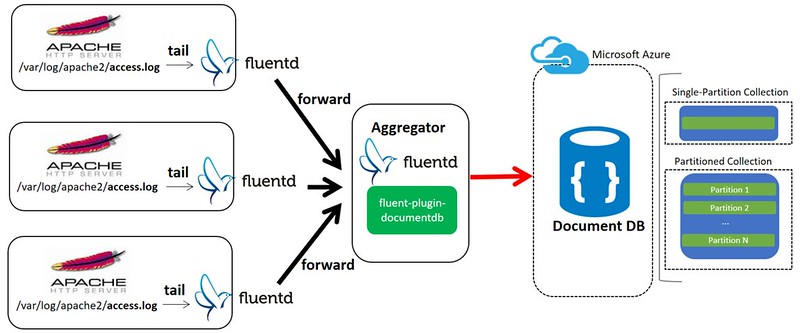 APACHE
HTTP SERVER
tail
/var/log/apache2/access.log
fluentd
APACHE
HTTP SERVER
tail
/var/log/apache2/access.log
fluentd
APACHE
HTTP SERVER
tail
/var/log/apache2/access.log
fluentd
forward
forward
Aggregator
fluentd
fluent-plugin-
documentdb
Microsoft Azure
{ }
Document DB
Single-Partition Collection
Partitioned Collection
Partition 1
Partition 2
...
Partition N